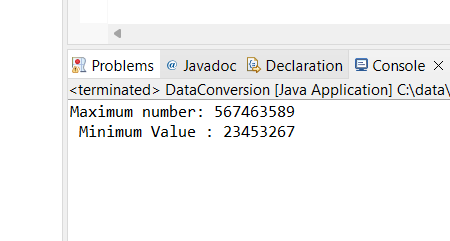 Problems @ Javadoc Declaration Console
<terminated> DataConversion [Java Application] C:\data\
Maximum number: 567463589
Minimum Value : 23453267